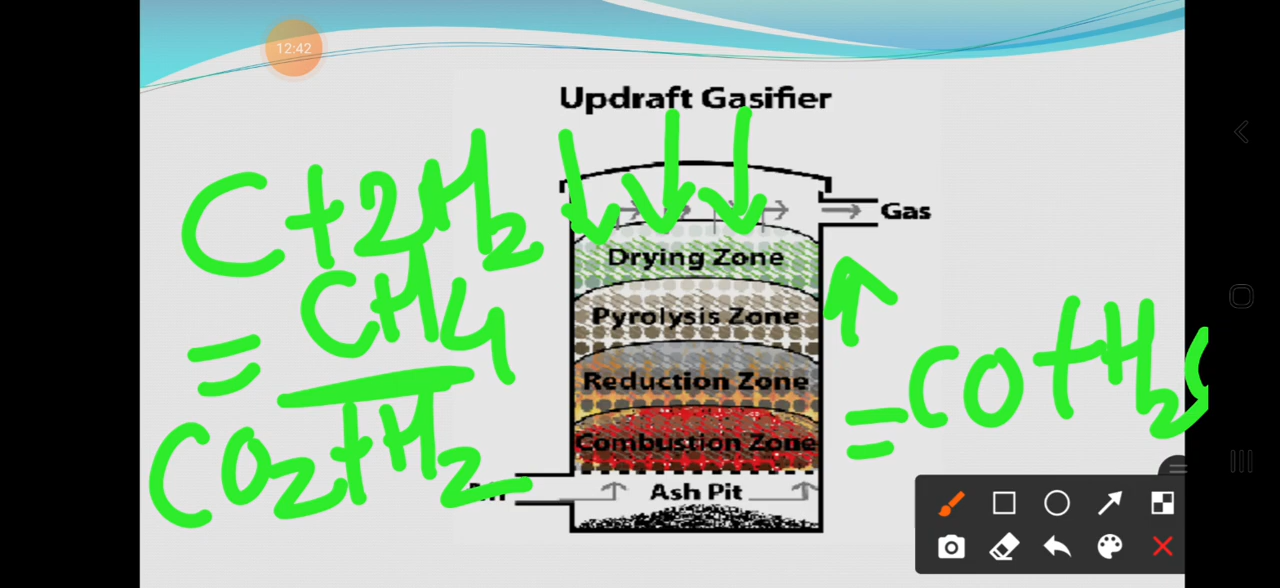 12:42
Updraft Gasifier
C+2H2
= CH4
CO2+H2
Gas
Drying Zone
Pyrolysis Zone
Reduction Zone
Combustion Zone
= CO+H2
Ash Pit